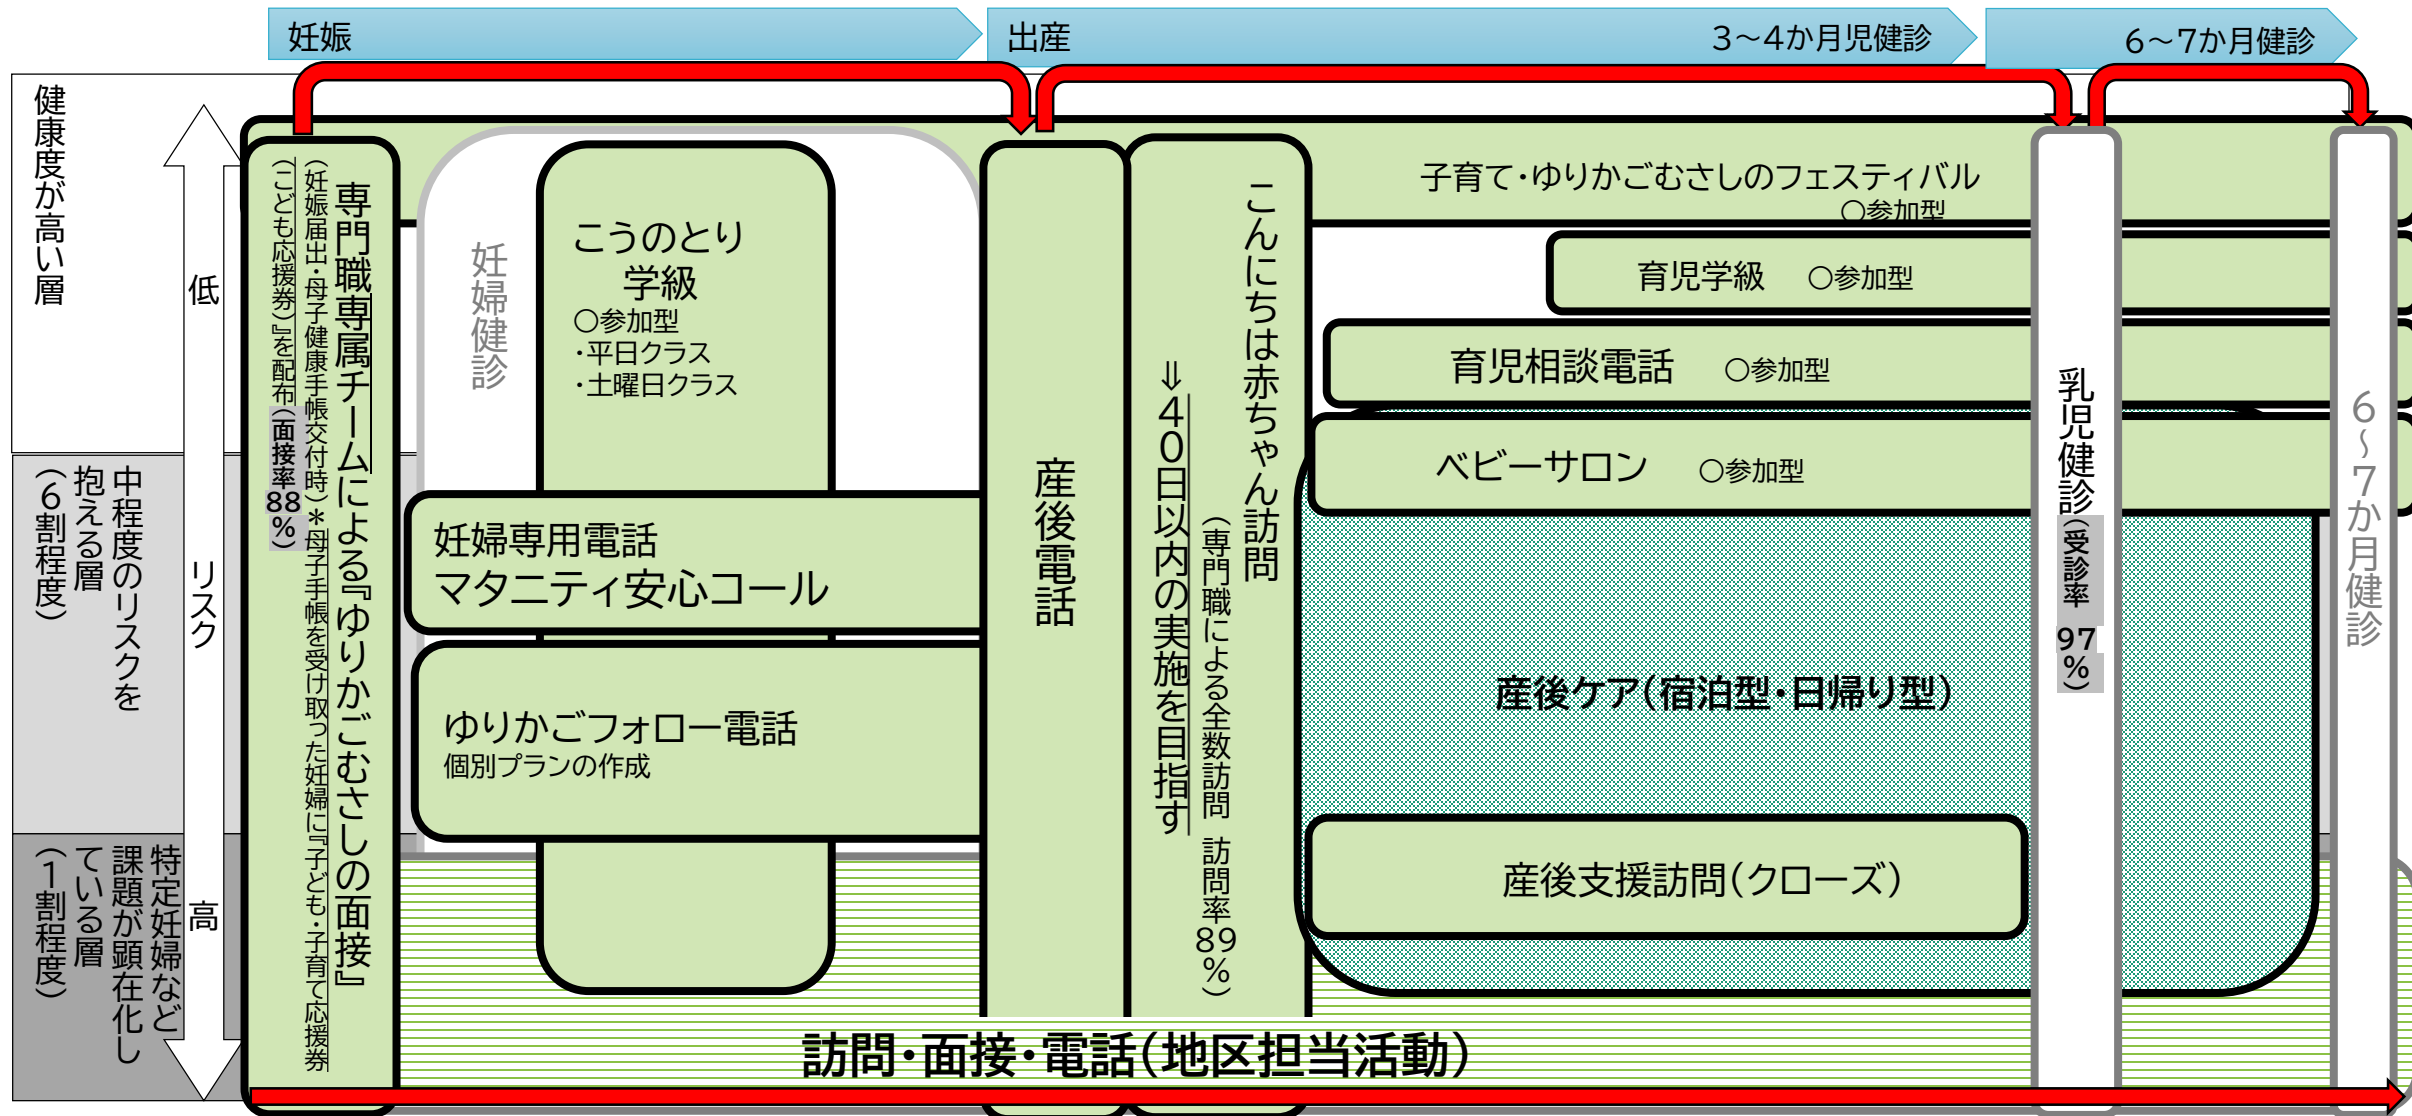 妊娠
出産
3～4か月児健診
6～7か月健診
健康度が高い層
中程度のリスクを
抱える層
（6割程度）
特定妊婦など
課題が顕在化し
ている層
（1割程度）
低
リスク
高
専門職専属チームによる『ゆりかごむさしの面接』
（妊娠届出・母子健康手帳交付時）＊母子手帳を受け取った妊婦に『子ども・子育て応援券
（こども応援券）』を配布（面接率88%）
妊婦健診
こうのとり
学級
○参加型
・平日クラス
・土曜日クラス
妊婦専用電話
マタニティ安心コール
ゆりかごフォロー電話
個別プランの作成
産後電話
こんにちは赤ちゃん訪問
（専門職による全数訪問 訪問率89%）
⇒40日以内の実施を目指す
子育て・ゆりかごむさしのフェスティバル
○参加型
育児学級 ○参加型
育児相談電話 ○参加型
ベビーサロン ○参加型
産後ケア（宿泊型・日帰り型）
産後支援訪問（クローズ）
乳児健診（受診率 97%）
6～7か月健診
訪問・面接・電話（地区担当活動）